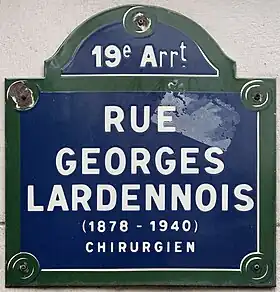 19e Arrt
RUE
GEORGES
LARDENNOIS
(1878 - 1940)
CHIRURGIEN